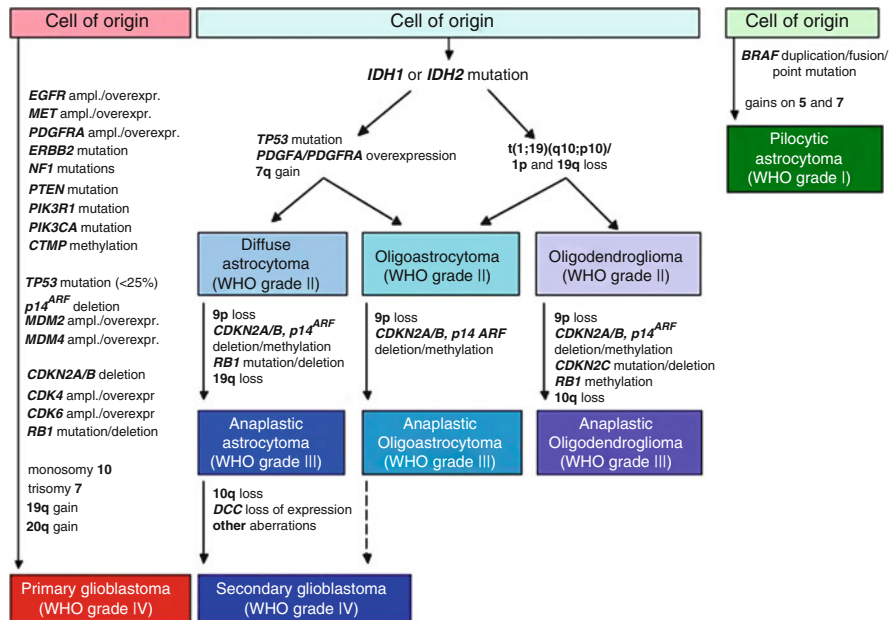 Cell of origin
EGFR ampl./overexpr.
MET ampl./overexpr.
PDGFRA ampl./overexpr.
ERBB2 mutation
NF1 mutations
PTEN mutation
PIK3R1 mutation
PIK3CA mutation
CTMP methylation
TP53 mutation (<25%)
p14ARF deletion
MDM2 ampl./overexpr.
MDM4 ampl./overexpr.
CDKN2A/B deletion
CDK4 ampl./overexpr
CDK6 ampl./overexpr
RB1 mutation/deletion
monosomy 10
trisomy 7
19q gain
20q gain
Primary glioblastoma
(WHO grade IV)
Cell of origin
IDH1 or IDH2 mutation
TP53 mutation
PDGFA/PDGFRA overexpression
7q gain
t(1;19)(q10;p10)/
1p and 19q loss
Diffuse
astrocytoma
(WHO grade II)
Oligoastrocytoma
(WHO grade II)
Oligodendroglioma
(WHO grade II)
9p loss
CDKN2A/B, p14ARF
deletion/methylation
RB1 mutation/deletion
19q loss
9p loss
CDKN2A/B, p14 ARF
deletion/methylation
9p loss
CDKN2A/B, p14ARF
deletion/methylation
CDKN2C mutation/deletion
RB1 methylation
10q loss
Anaplastic
astrocytoma
(WHO grade III)
Anaplastic
Oligoastrocytoma
(WHO grade III)
Anaplastic
Oligodendroglioma
(WHO grade III)
10q loss
DCC loss of expression
other aberrations
Secondary glioblastoma
(WHO grade IV)
Cell of origin
BRAF duplication/fusion/
point mutation
gains on 5 and 7
Pilocytic
astrocytoma
(WHO grade I)